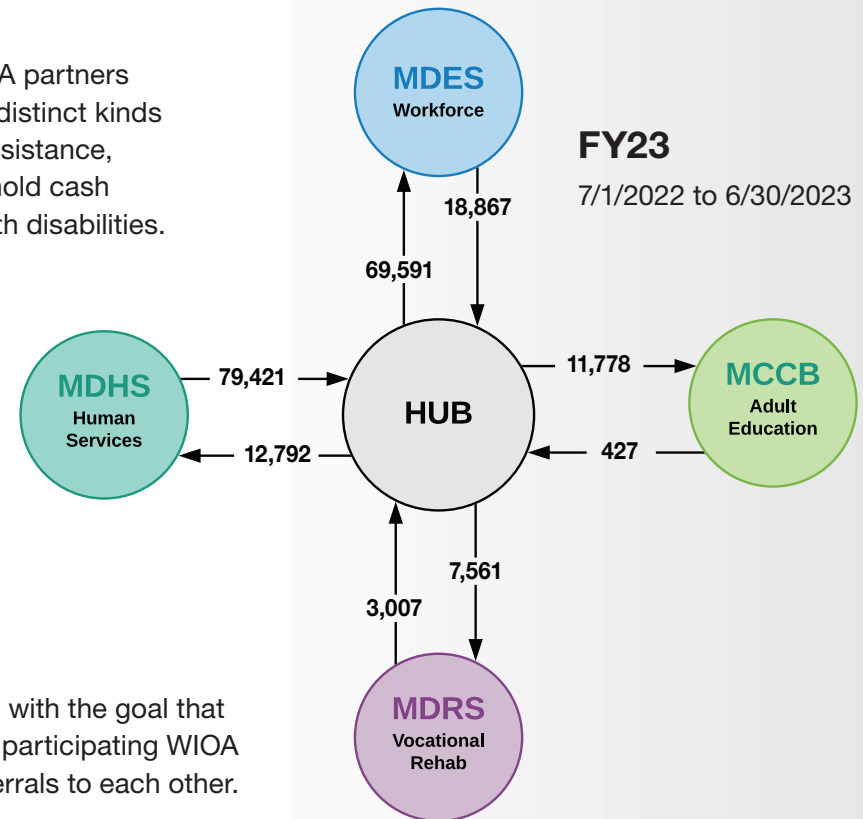 A partners
distinct kinds
sistance,
hold cash
th disabilities.
MDES
Workforce
FY23
7/1/2022 to 6/30/2023
18,867
69,591
MDHS
Human
Services
79,421
12,792
HUB
11,778
427
MCCB
Adult
Education
7,561
3,007
MDRS
Vocational
Rehab
with the goal that
participating WIOA
errals to each other.